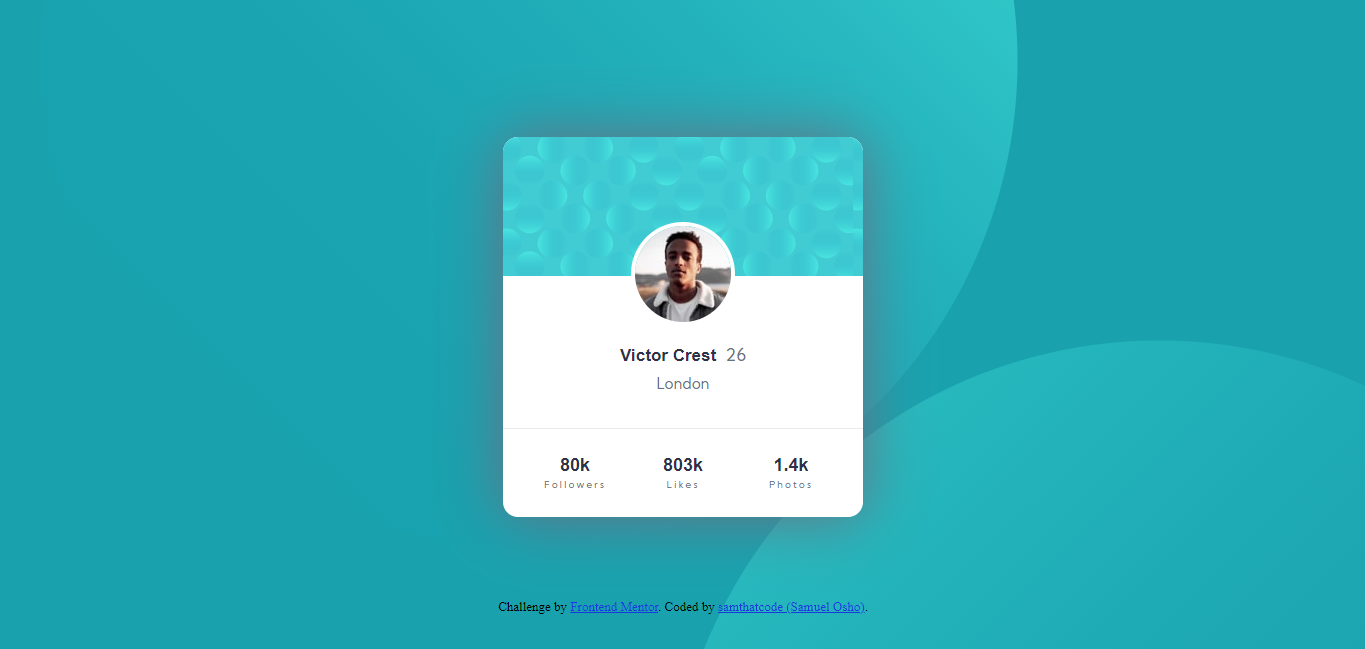 Victor Crest 26
London
80k 803k 1.4k
Followers Likes Photos
Challenge by Frontend Mentor. Coded by samthatcode (Samuel Osho).